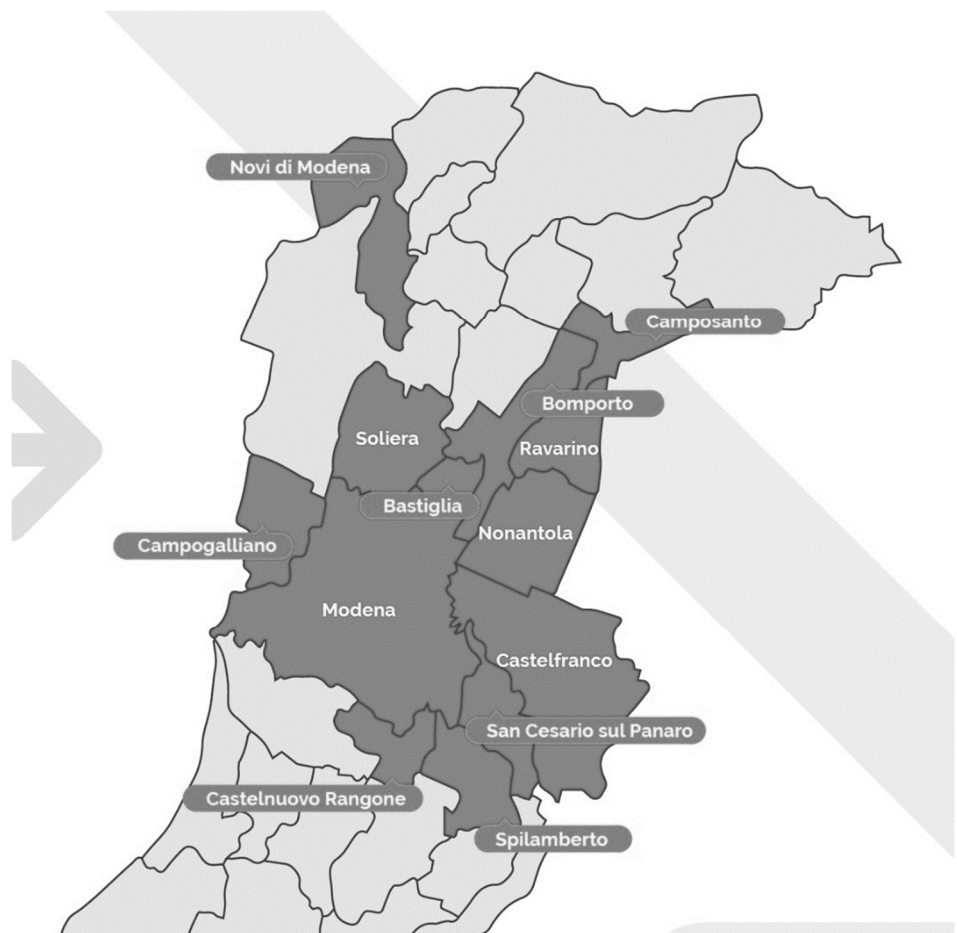 Novi di Modena
Camposanto
Bomporto
Soliera
Ravarino
Bastiglia
Nonantola
Campogalliano
Modena
Castelfranco
San Cesario sul Panaro
Castelnuovo Rangone
Spilamberto